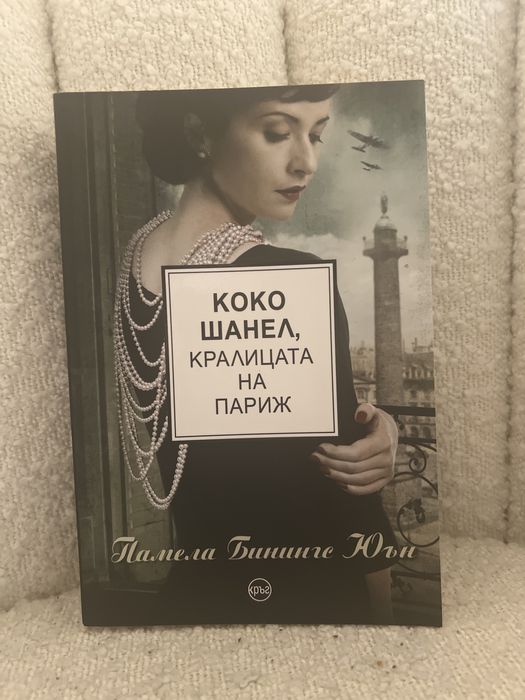 КОКО
ШАНЕЛ,
КРАЛИЦАТА
НА
ПАРИЖ
Памела Бинингс Юън
кръг